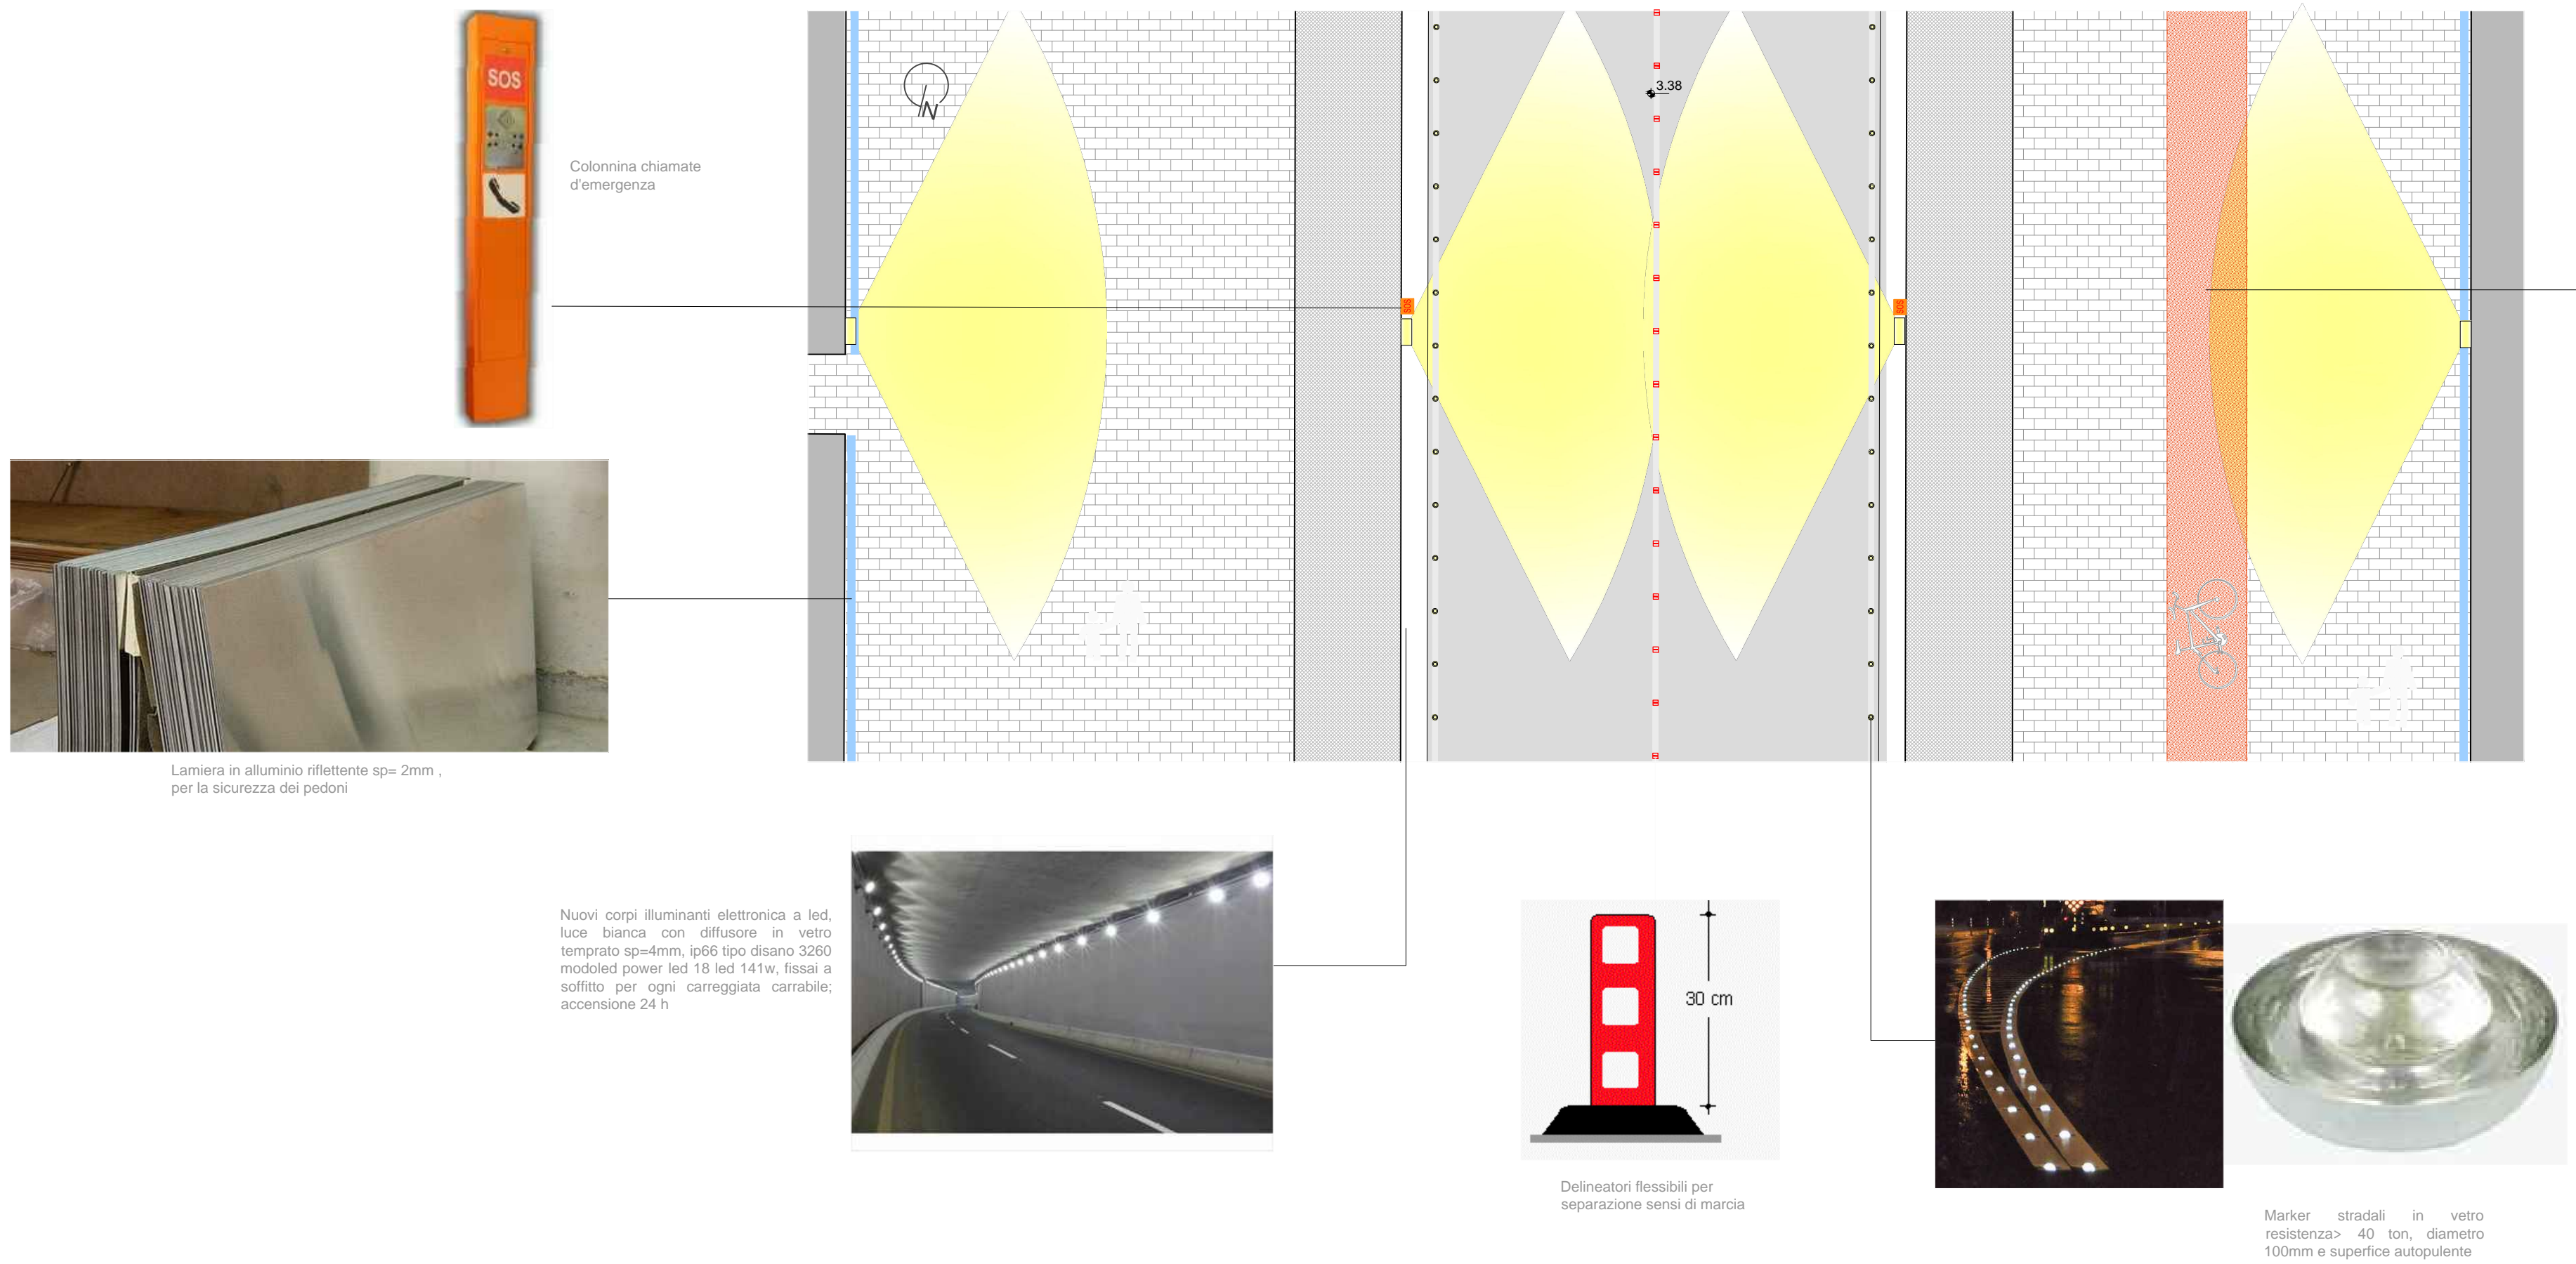 SOS
Colonnina chiamate
d'emergenza
N
3.38
SOS
SOS
Lamiera in alluminio riflettente sp= 2mm ,
per la sicurezza dei pedoni
Nuovi corpi illuminanti elettronica a led,
luce bianca con diffusore in vetro
temprato sp=4mm, ip66 tipo disano 3260
modoled power led 18 led 141w, fissai a
soffitto per ogni carreggiata carrabile;
accensione 24 h
30 cm
Delineatori flessibili per
separazione sensi di marcia
Marker stradali in vetro
resistenza> 40 ton, diametro
100mm e superfice autopulente